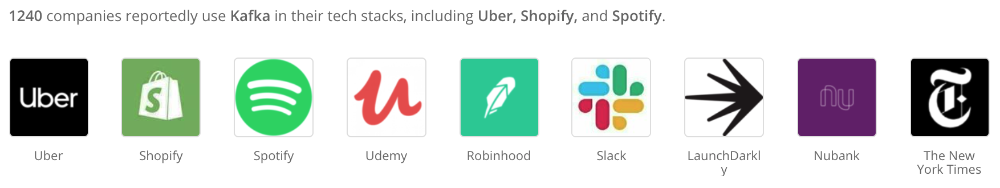 1240 companies reportedly use Kafka in their tech stacks, including Uber, Shopify, and Spotify.
Uber
S
nu
T
Uber
Shopify
Spotify
Udemy
Robinhood
Slack
LaunchDarkl
y
Nubank
The New
York Times